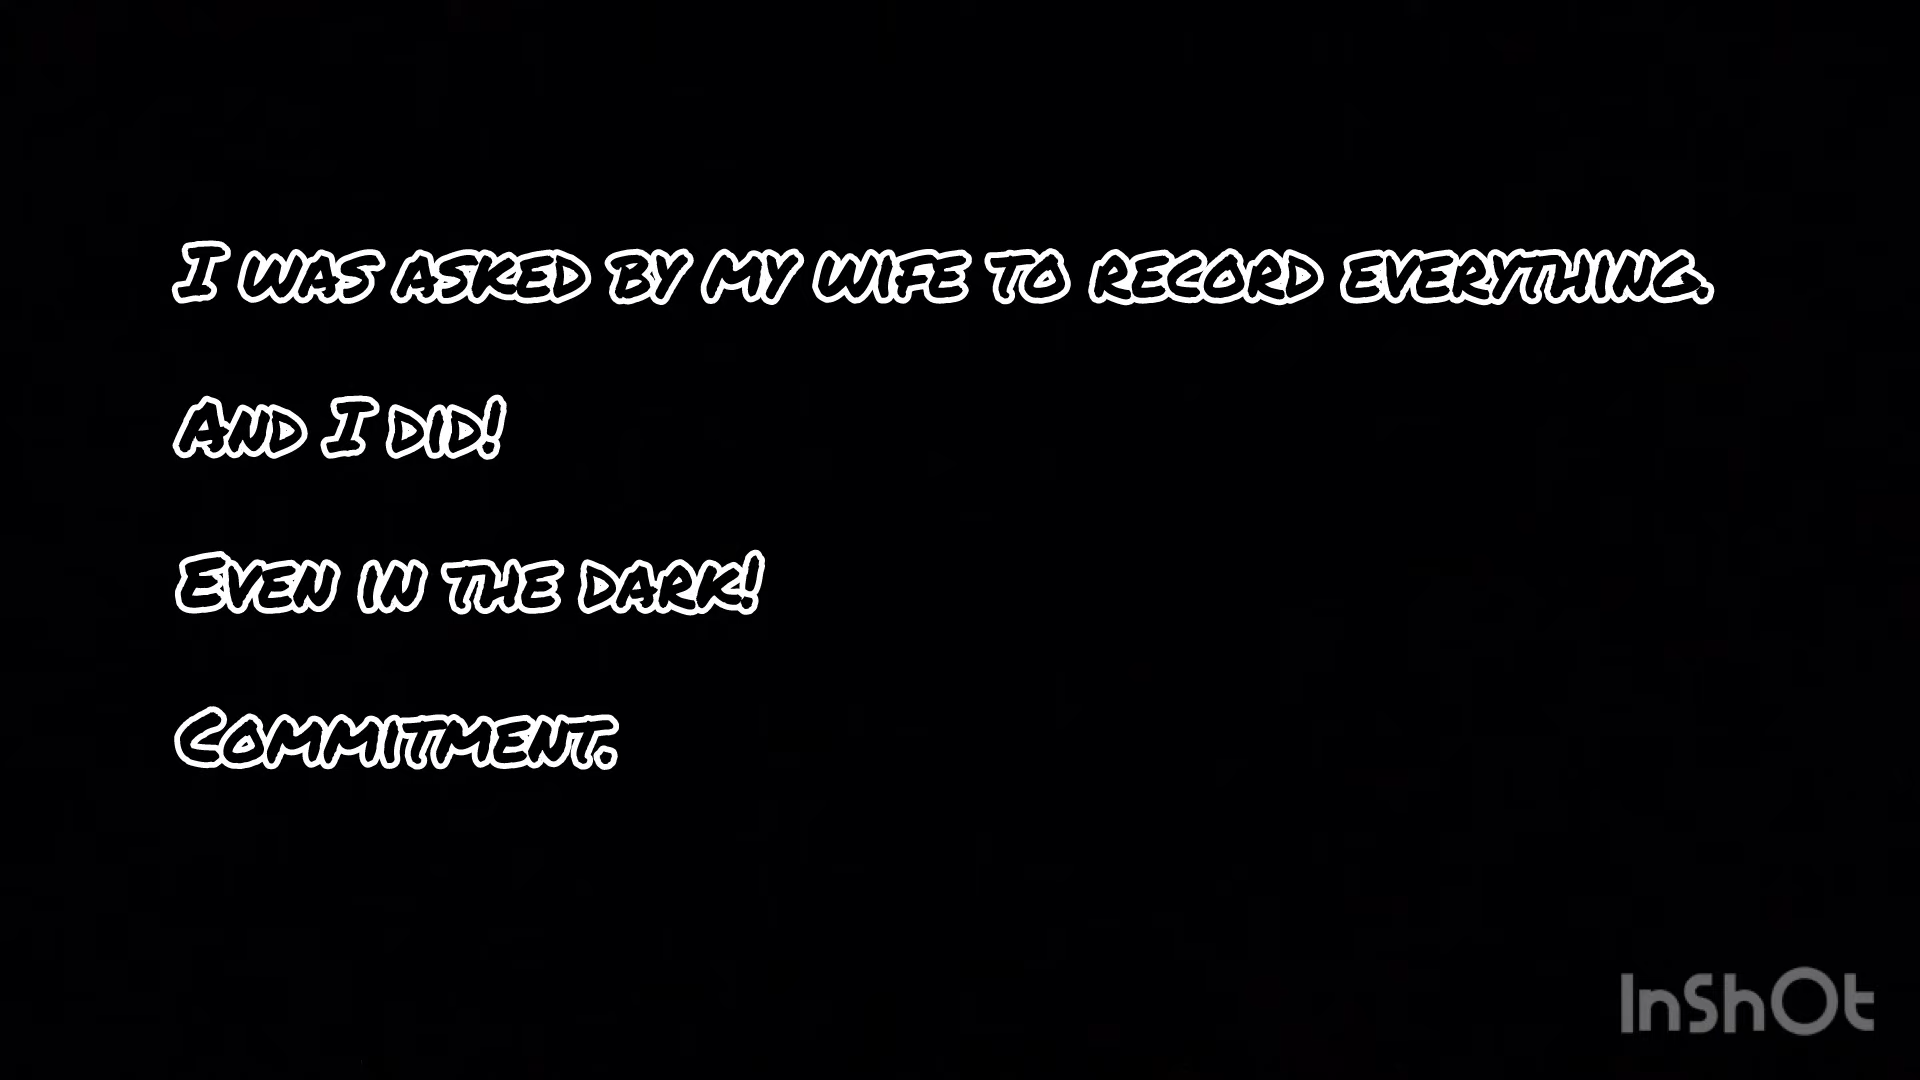 I was asked by my wife to record everything.
And I did!
Even in the dark!
Commitment.
InShOt